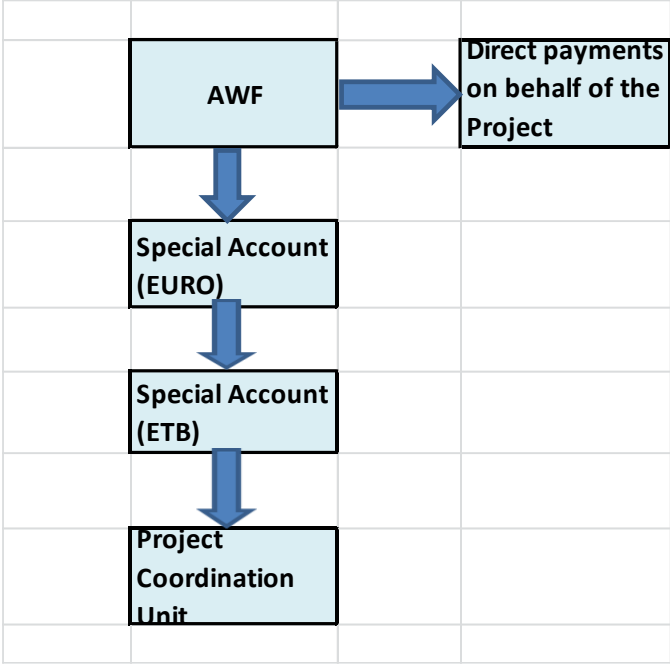 AWF
Direct payments
on behalf of the
Project
Special Account
(EURO)
Special Account
(ETB)
Project
Coordination
Unit